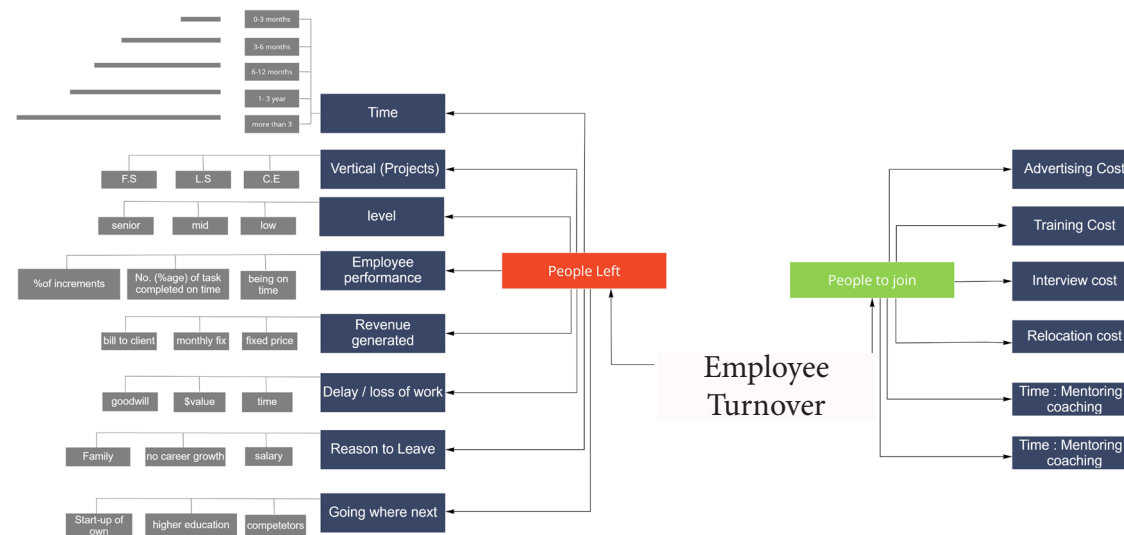 0-3 months
3-6 months
6-12 months
1- 3 year
more than 3
Time
Vertical (Projects)
F.S
L.S
C.E
level
senior
mid
low
Employee
performance
%of increments
No. (%age) of task
completed on time
being on
time
Revenue
generated
bill to client
monthly fix
fixed price
Delay / loss of work
goodwill
$value
time
Reason to Leave
Family
no career growth
salary
Going where next
Start-up of
own
higher education
competetors
People Left
Employee
Turnover
People to join
Advertising Cost
Training Cost
Interview cost
Relocation cost
Time : Mentoring
coaching
Time : Mentoring
coaching